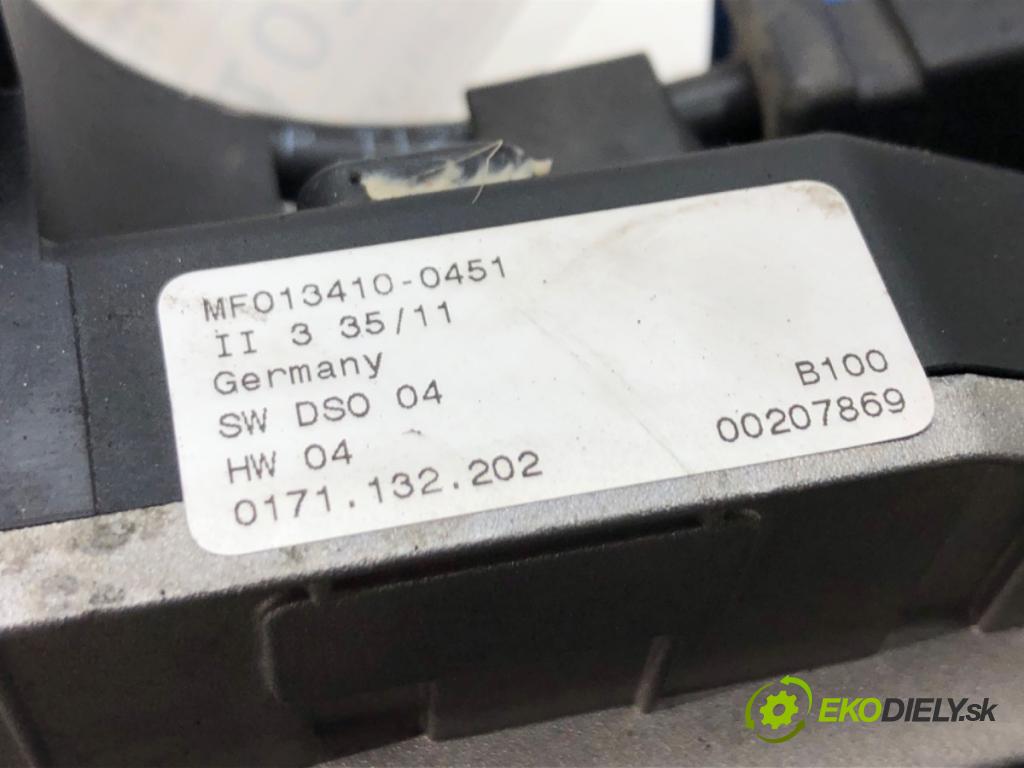 MF013410-0451
II 3 35/11
Germany
SW DSO 04
HW 04
0171.132.202
B100
00207869
EKODIELY.sk